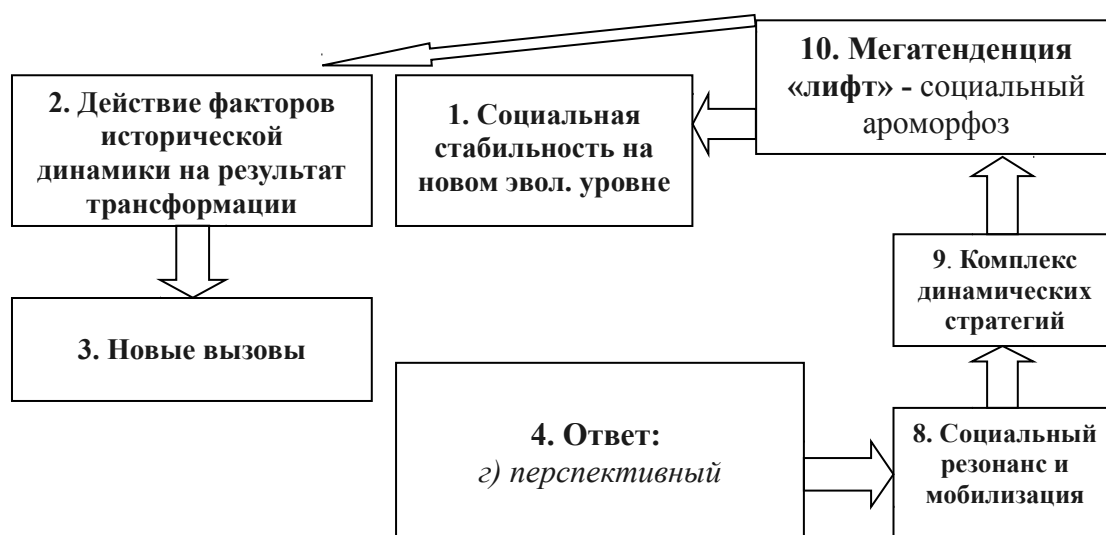 10. Мегатенденция
«лифт» - социальный
ароморфоз
2. Действие факторов
исторической
динамики на результат
трансформации
1. Социальная
стабильность на
новом эвол. уровне
9. Комплекс
динамических
стратегий
3. Новые вызовы
4. Ответ:
г) перспективный
8. Социальный
резонанс и
мобилизация